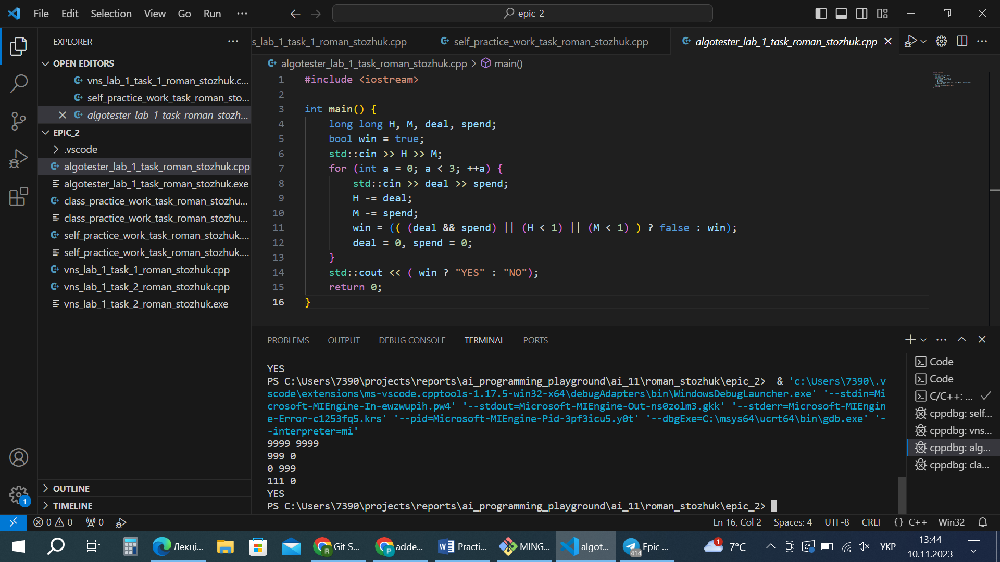 File Edit Selection View Go Run ···
epic_2
EXPLORER
s_lab_1_task_1_roman_stozhuk.cpp
self_practice_work_task_roman_stozhuk.cpp
algotester_lab_1_task_roman_stozhuk.cpp
OPEN EDITORS
vns_lab_1_task_1_roman_stozhuk.c...
self_practice_work_task_roman_sto...
algotester_lab_1_task_roman_stozh...
EPIC_2
.vscode
algotester_lab_1_task_roman_stozhuk.cpp
algotester_lab_1_task_roman_stozhuk.exe
class_practice_work_task_roman_stozhu...
class_practice_work_task_roman_stozhu...
self_practice_work_task_roman_stozhuk....
self_practice_work_task_roman_stozhuk....
vns_lab_1_task_1_roman_stozhuk.cpp
vns_lab_1_task_2_roman_stozhuk.cpp
vns_lab_1_task_2_roman_stozhuk.exe
OUTLINE
TIMELINE
algotester_lab_1_task_roman_stozhuk.cpp > main()
1 #include <iostream>
2
3 int main() {
4 long long H, M, deal, spend;
5 bool win = true;
6 std::cin >> H >> M;
7 for (int a = 0; a < 3; ++a) {
8 std::cin >> deal >> spend;
9 H -= deal;
10 M -= spend;
11 win = (( (deal && spend) || (H < 1) || (M < 1) ) ? false : win);
12 deal = 0, spend = 0;
13 }
14 std::cout << ( win ? "YES" : "NO");
15 return 0;
16 }
PROBLEMS OUTPUT DEBUG CONSOLE TERMINAL PORTS
YES
PS C:\Users\7390\projects\reports\ai_programming_playground\ai_11\roman_stozhuk\epic_2>  & 'c:\Users\7390\.v
scode\extensions\ms-vscode.cpptools-1.17.5-win32-x64\debugAdapters\bin\WindowsDebugLauncher.exe' '--stdin=Mi
crosoft-MIEngine-In-ewzwupih.pw4' '--stdout=Microsoft-MIEngine-Out-ns0zolm3.gkk' '--stderr=Microsoft-MIEngin
e-Error-c1253fq5.krs' '--pid=Microsoft-MIEngine-Pid-3pf3icu5.y0t' '--dbgExe=C:\msys64\ucrt64\bin\gdb.exe' '-
-interpreter=mi'
9999 9999
999 0
0 999
111 0
YES
PS C:\Users\7390\projects\reports\ai_programming_playground\ai_11\roman_stozhuk\epic_2>
Code
Code
C/C++: ...
cppdbg: self...
cppdbg: vns...
cppdbg: alg...
cppdbg: cla...
1
0 0 0
Ln 16, Col 2 Spaces: 4 UTF-8 CRLF {} C++ Win32
Лекці... Git S... adde... Practi... MING... algot... Epic ...
R P W 414
1 7°C УКР
13:44
10.11.2023